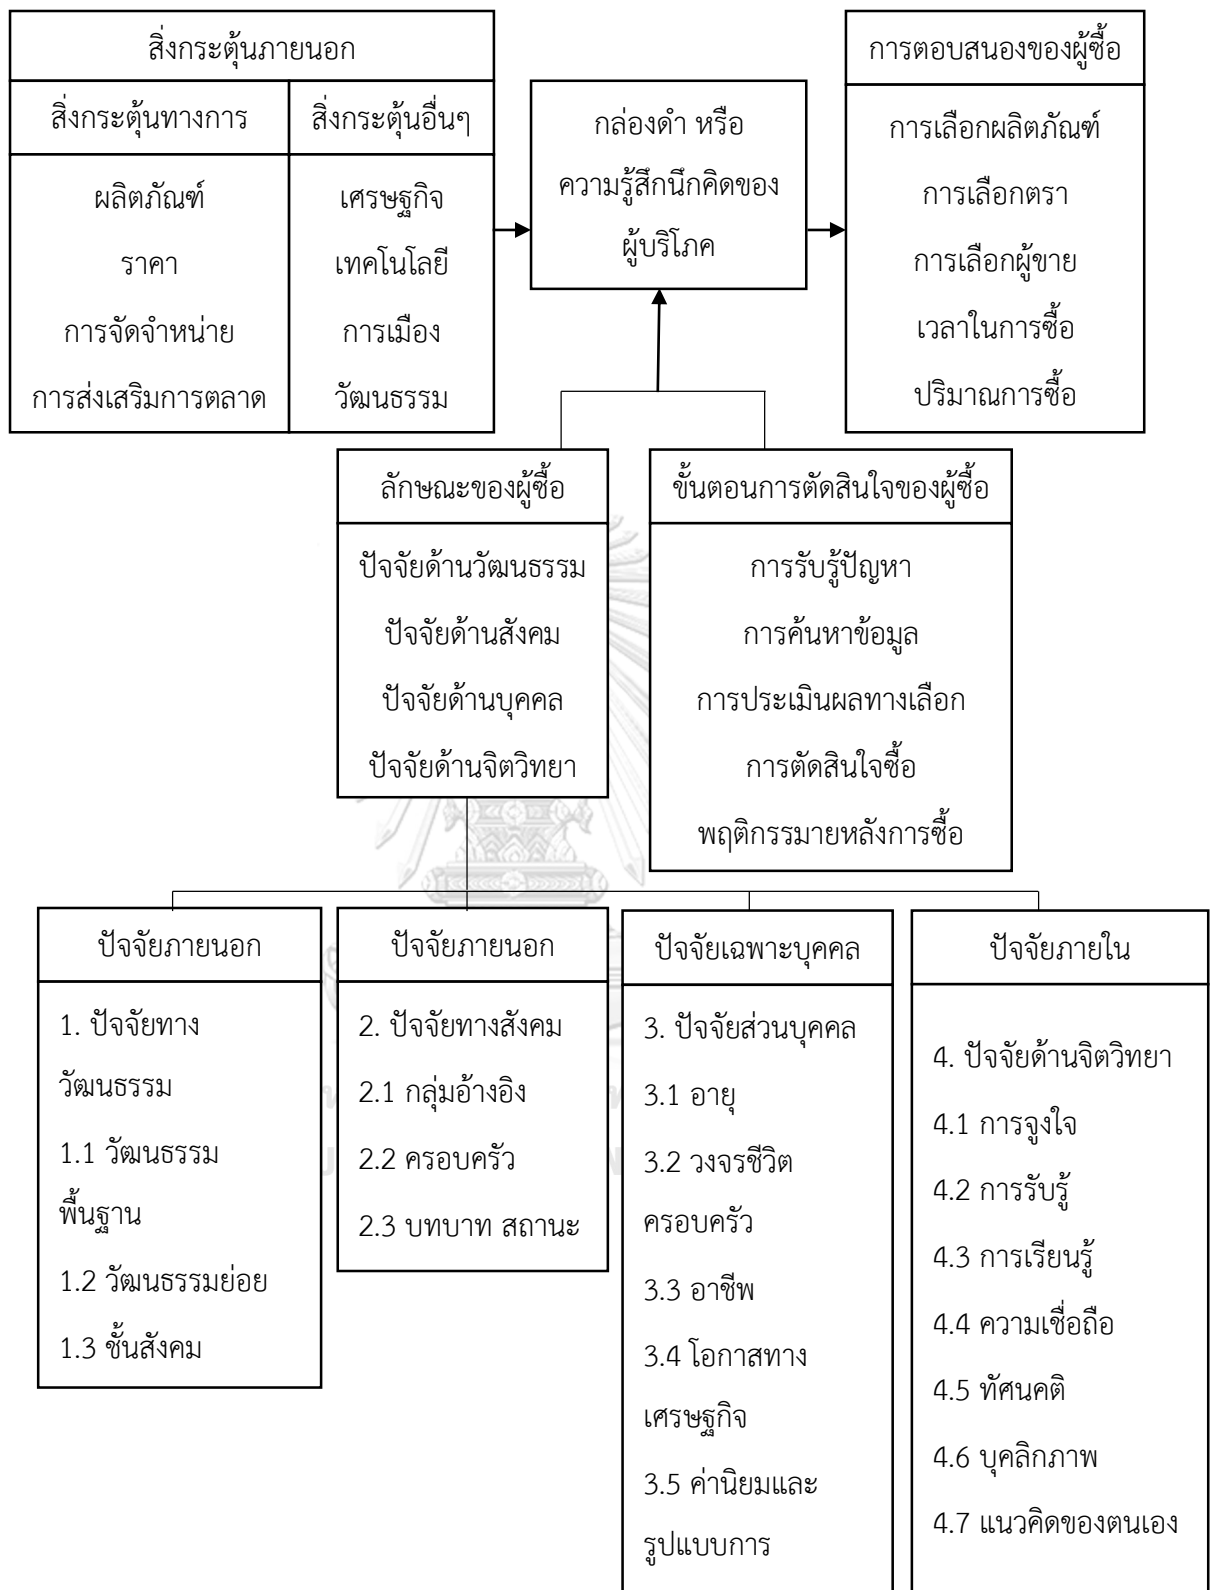 สิ่งกระตุ้นภายนอก
สิ่งกระตุ้นทางการ
สิ่งกระตุ้นอื่นๆ
ผลิตภัณฑ์
ราคา
การจัดจำหน่าย
การส่งเสริมการตลาด
เศรษฐกิจ
เทคโนโลยี
การเมือง
วัฒนธรรม
กล่องดำ หรือ
ความรู้สึกนึกคิดของ
ผู้บริโภค
การตอบสนองของผู้ซื้อ
การเลือกผลิตภัณฑ์
การเลือกตรา
การเลือกผู้ขาย
เวลาในการซื้อ
ปริมาณการซื้อ
ลักษณะของผู้ซื้อ
ปัจจัยด้านวัฒนธรรม
ปัจจัยด้านสังคม
ปัจจัยด้านบุคคล
ปัจจัยด้านจิตวิทยา
ขั้นตอนการตัดสินใจของผู้ซื้อ
การรับรู้ปัญหา
การค้นหาข้อมูล
การประเมินผลทางเลือก
การตัดสินใจซื้อ
พฤติกรรมายหลังการซื้อ
ปัจจัยภายนอก
1. ปัจจัยทาง
วัฒนธรรม
1.1 วัฒนธรรม
พื้นฐาน
1.2 วัฒนธรรมย่อย
1.3 ชั้นสังคม
ปัจจัยภายนอก
2. ปัจจัยทางสังคม
2.1 กลุ่มอ้างอิง
2.2 ครอบครัว
2.3 บทบาท สถานะ
ปัจจัยเฉพาะบุคคล
3. ปัจจัยส่วนบุคคล
3.1 อายุ
3.2 วงจรชีวิต
ครอบครัว
3.3 อาชีพ
3.4 โอกาสทาง
เศรษฐกิจ
3.5 ค่านิยมและ
รูปแบบการ
ปัจจัยภายใน
4. ปัจจัยด้านจิตวิทยา
4.1 การจูงใจ
4.2 การรับรู้
4.3 การเรียนรู้
4.4 ความเชื่อถือ
4.5 ทัศนคติ
4.6 บุคลิกภาพ
4.7 แนวคิดของตนเอง